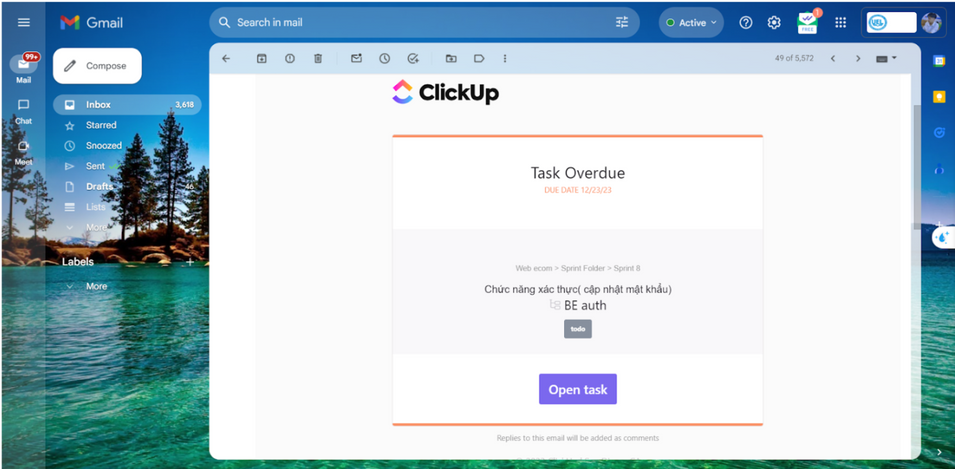 Gmail
Search in mail
Active
1
FREE
UEL
99+
Mail
Compose
49 of 5,572
Inbox 3,618
Chat
Starred
Snoozed
Meet
Sent
Drafts 46
Lists
More
Labels
More
ClickUp
Task Overdue
DUE DATE 12/23/23
Web ecom > Sprint Folder > Sprint 8
Chức năng xác thực( cập nhật mật khẩu)
BE auth
todo
Open task
Replies to this email will be added as comments